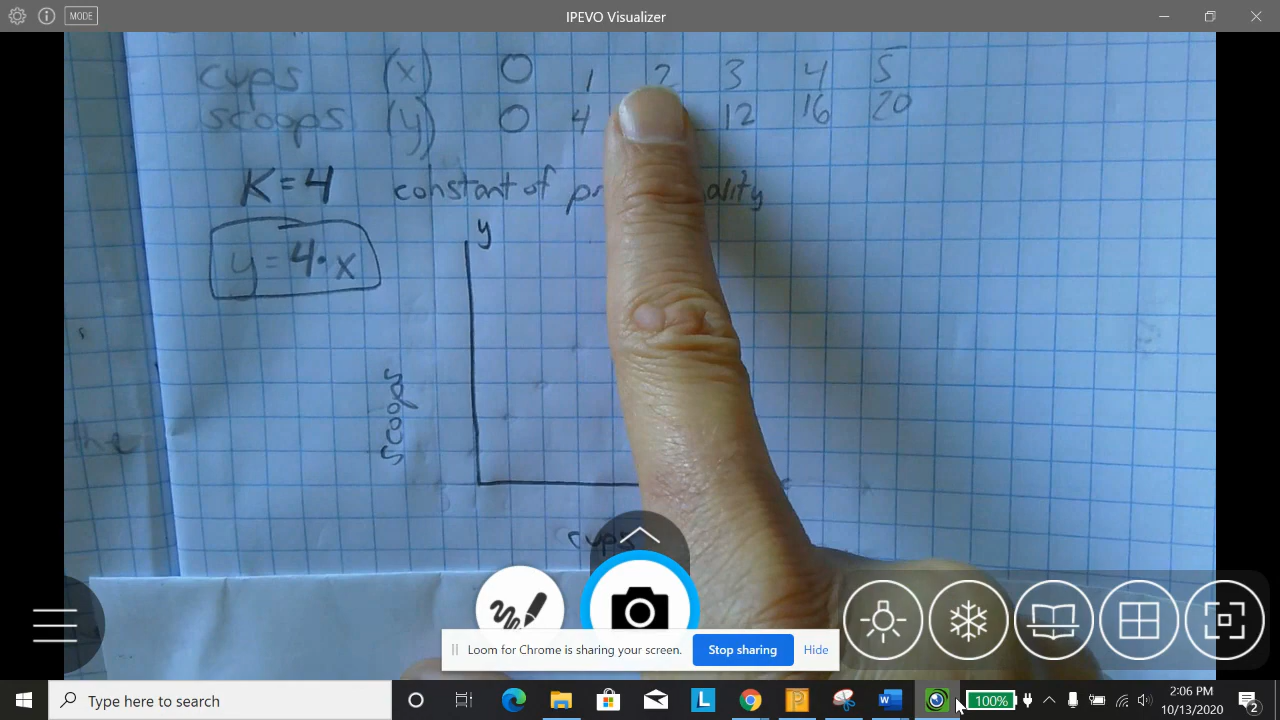 MODE
IPEVO Visualizer
cups (x) 0 1 2 3 4 5
scoops (y) 0 4 12 16 20
K = 4 constant of
y
y = 4 · x
scoops
cups
Loom for Chrome is sharing your screen. Stop sharing Hide
Type here to search
100%
2:06 PM
10/13/2020
2